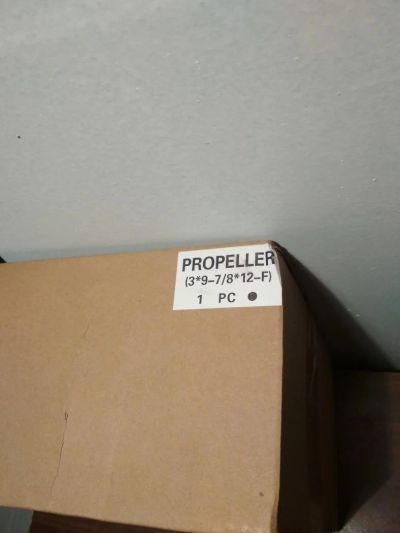 PROPELLER
(3*9-7/8*12-F)
1 PC ●